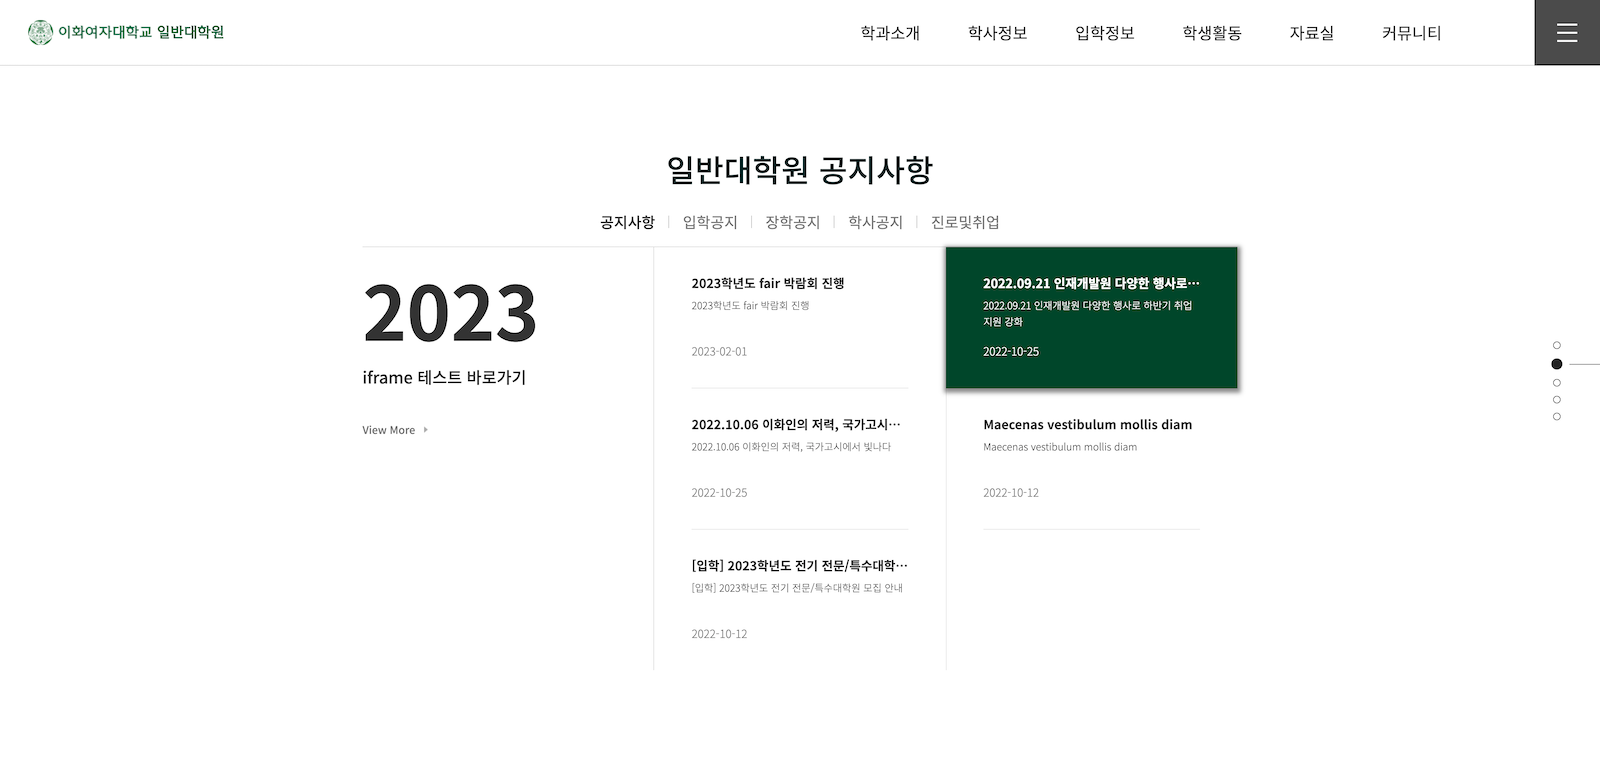 이화여자대학교 일반대학원
학과소개 학사정보 입학정보 학생활동 자료실 커뮤니티
일반대학원 공지사항
공지사항 입학공지 장학공지 학사공지 진로및취업
2023
iframe 테스트 바로가기
View More
2023학년도 fair 박람회 진행
2023학년도 fair 박람회 진행
2023-02-01
2022.10.06 이화인의 저력, 국가고시…
2022.10.06 이화인의 저력, 국가고시에서 빛나다
2022-10-25
[입학] 2023학년도 전기 전문/특수대학…
[입학] 2023학년도 전기 전문/특수대학원 모집 안내
2022-10-12
2022.09.21 인재개발원 다양한 행사로…
2022.09.21 인재개발원 다양한 행사로 하반기 취업
지원 강화
2022-10-25
Maecenas vestibulum mollis diam
Maecenas vestibulum mollis diam
2022-10-12